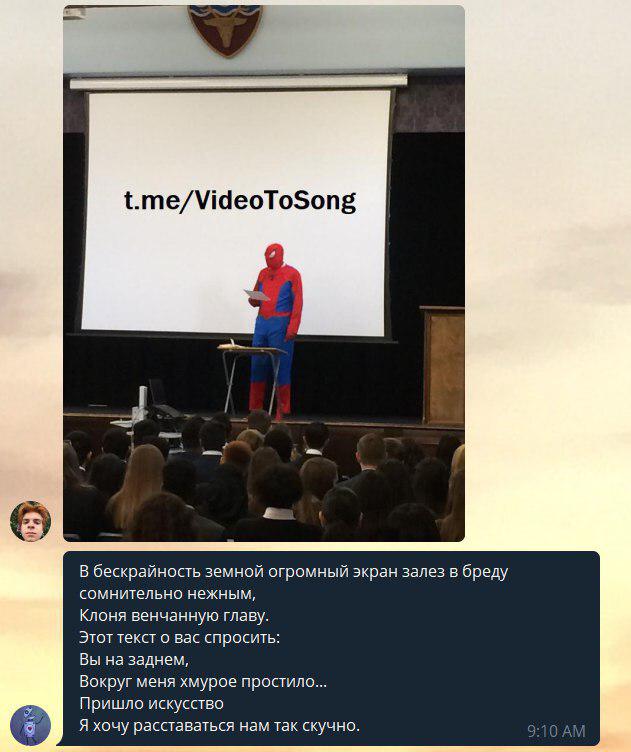 t.me/VideoToSong
В бескрайность земной огромный экран залез в бреду
сомнительно нежным,
Клоня венчанную главу.
Этот текст о вас спросить:
Вы на заднем,
Вокруг меня хмурое простило...
Пришло искусство
Я хочу расставаться нам так скучно.
9:10 AM